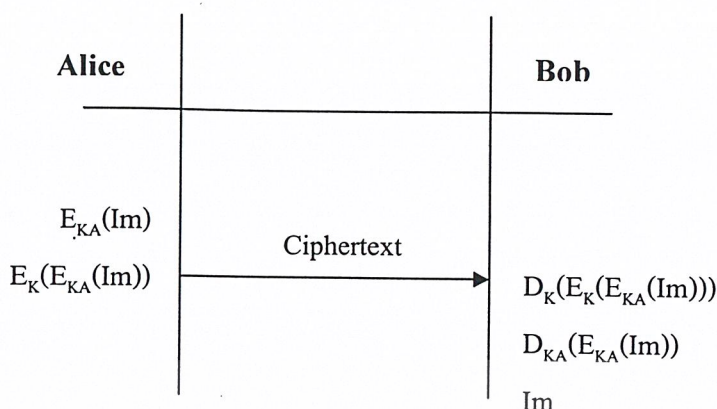 Alice
Bob
E_KA(Im)
E_K(E_KA(Im))
Ciphertext
D_K(E_K(E_KA(Im)))
D_KA(E_KA(Im))
Im